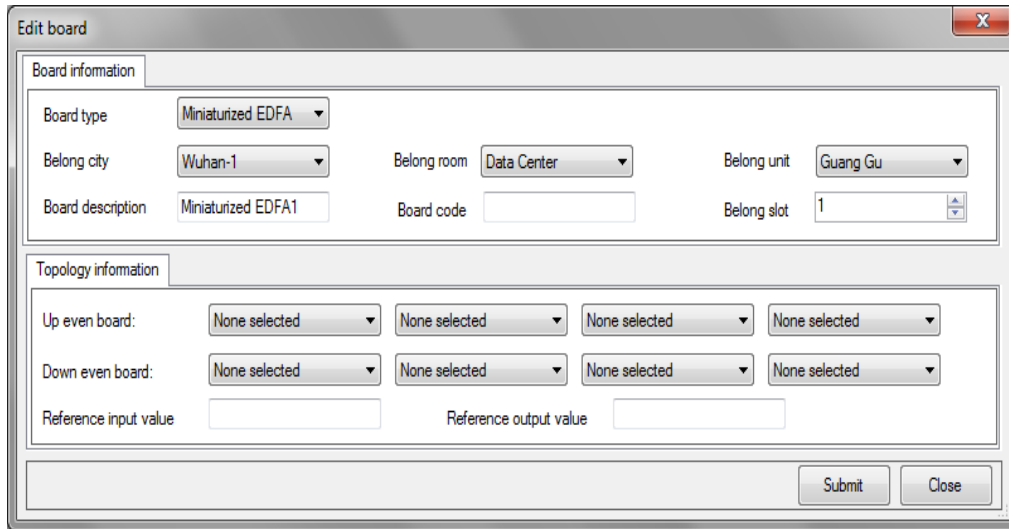 Edit board
X
Board information
Board type Miniaturized EDFA
Belong city Wuhan-1 Belong room Data Center Belong unit Guang Gu
Board description Miniaturized EDFA1 Board code Belong slot 1
Topology information
Up even board: None selected None selected None selected None selected
Down even board: None selected None selected None selected None selected
Reference input value Reference output value
Submit Close